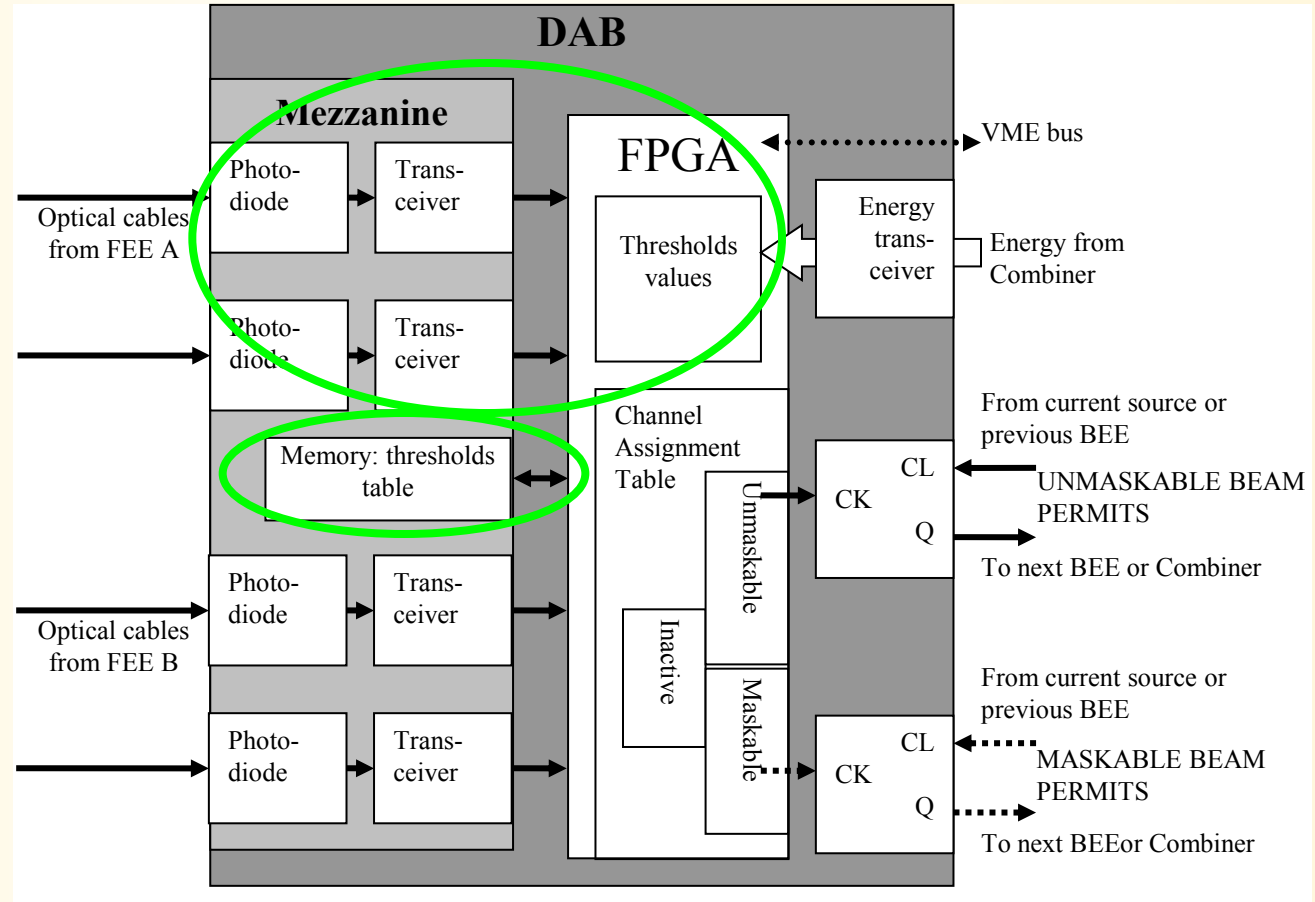 DAB
Mezzanine
Photo-
diode
Trans-
ceiver
Optical cables
from FEE A
Photo-
diode
Trans-
ceiver
Memory: thresholds
table
Photo-
diode
Trans-
ceiver
Optical cables
from FEE B
Photo-
diode
Trans-
ceiver
FPGA
Thresholds
values
Channel
Assignment
Table
Unmaskable
Inactive
Maskable
VME bus
Energy
trans-
ceiver
Energy from
Combiner
From current source or
previous BEE
CL
CK
Q
UNMASKABLE BEAM
PERMITS
To next BEE or Combiner
From current source or
previous BEE
CL
CK
Q
MASKABLE BEAM
PERMITS
To next BEEor Combiner